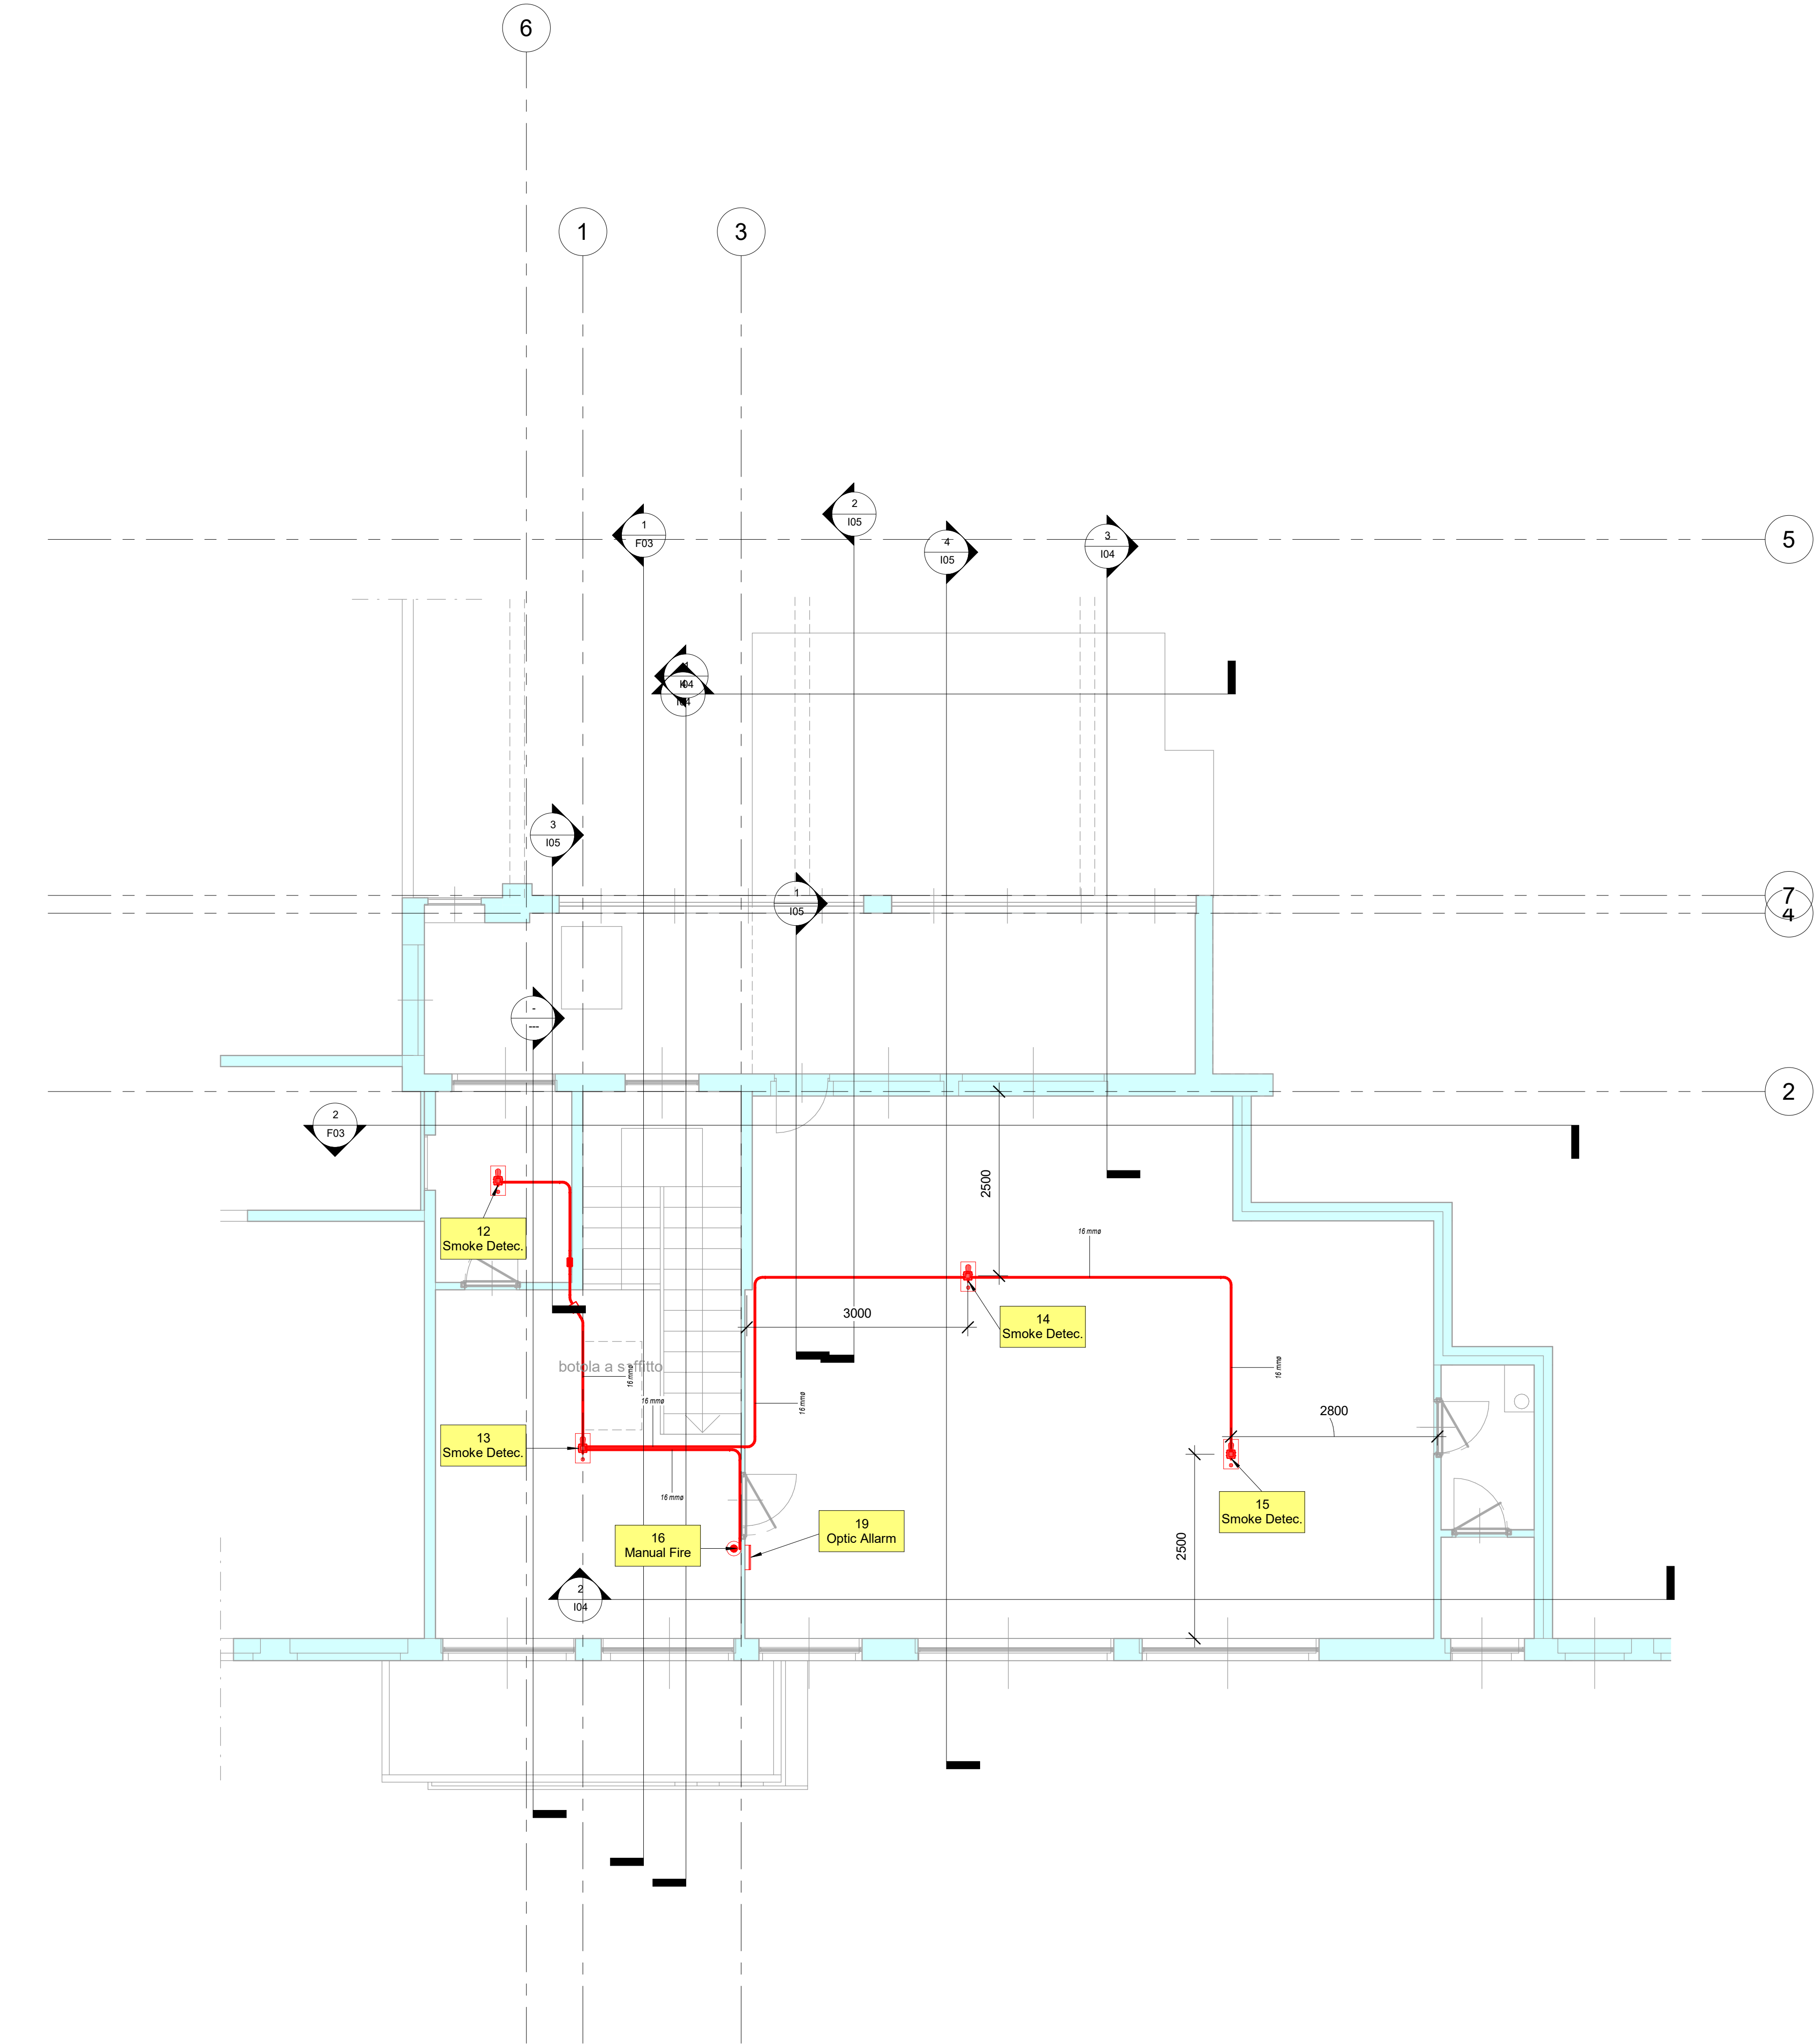 6
1
3
2
I05
1
F03
4
I05
3
I04
5
1
I04
4
I04
3
I05
1
I05
7
4
-
---
2
2
F03
2500
12
Smoke Detec.
16 mmø
3000
14
Smoke Detec.
botola a soffitto
16 mmø
16 mmø
16 mmø
16 mmø
2800
13
Smoke Detec.
16 mmø
15
Smoke Detec.
19
Optic Allarm
16
Manual Fire
2500
2
I04